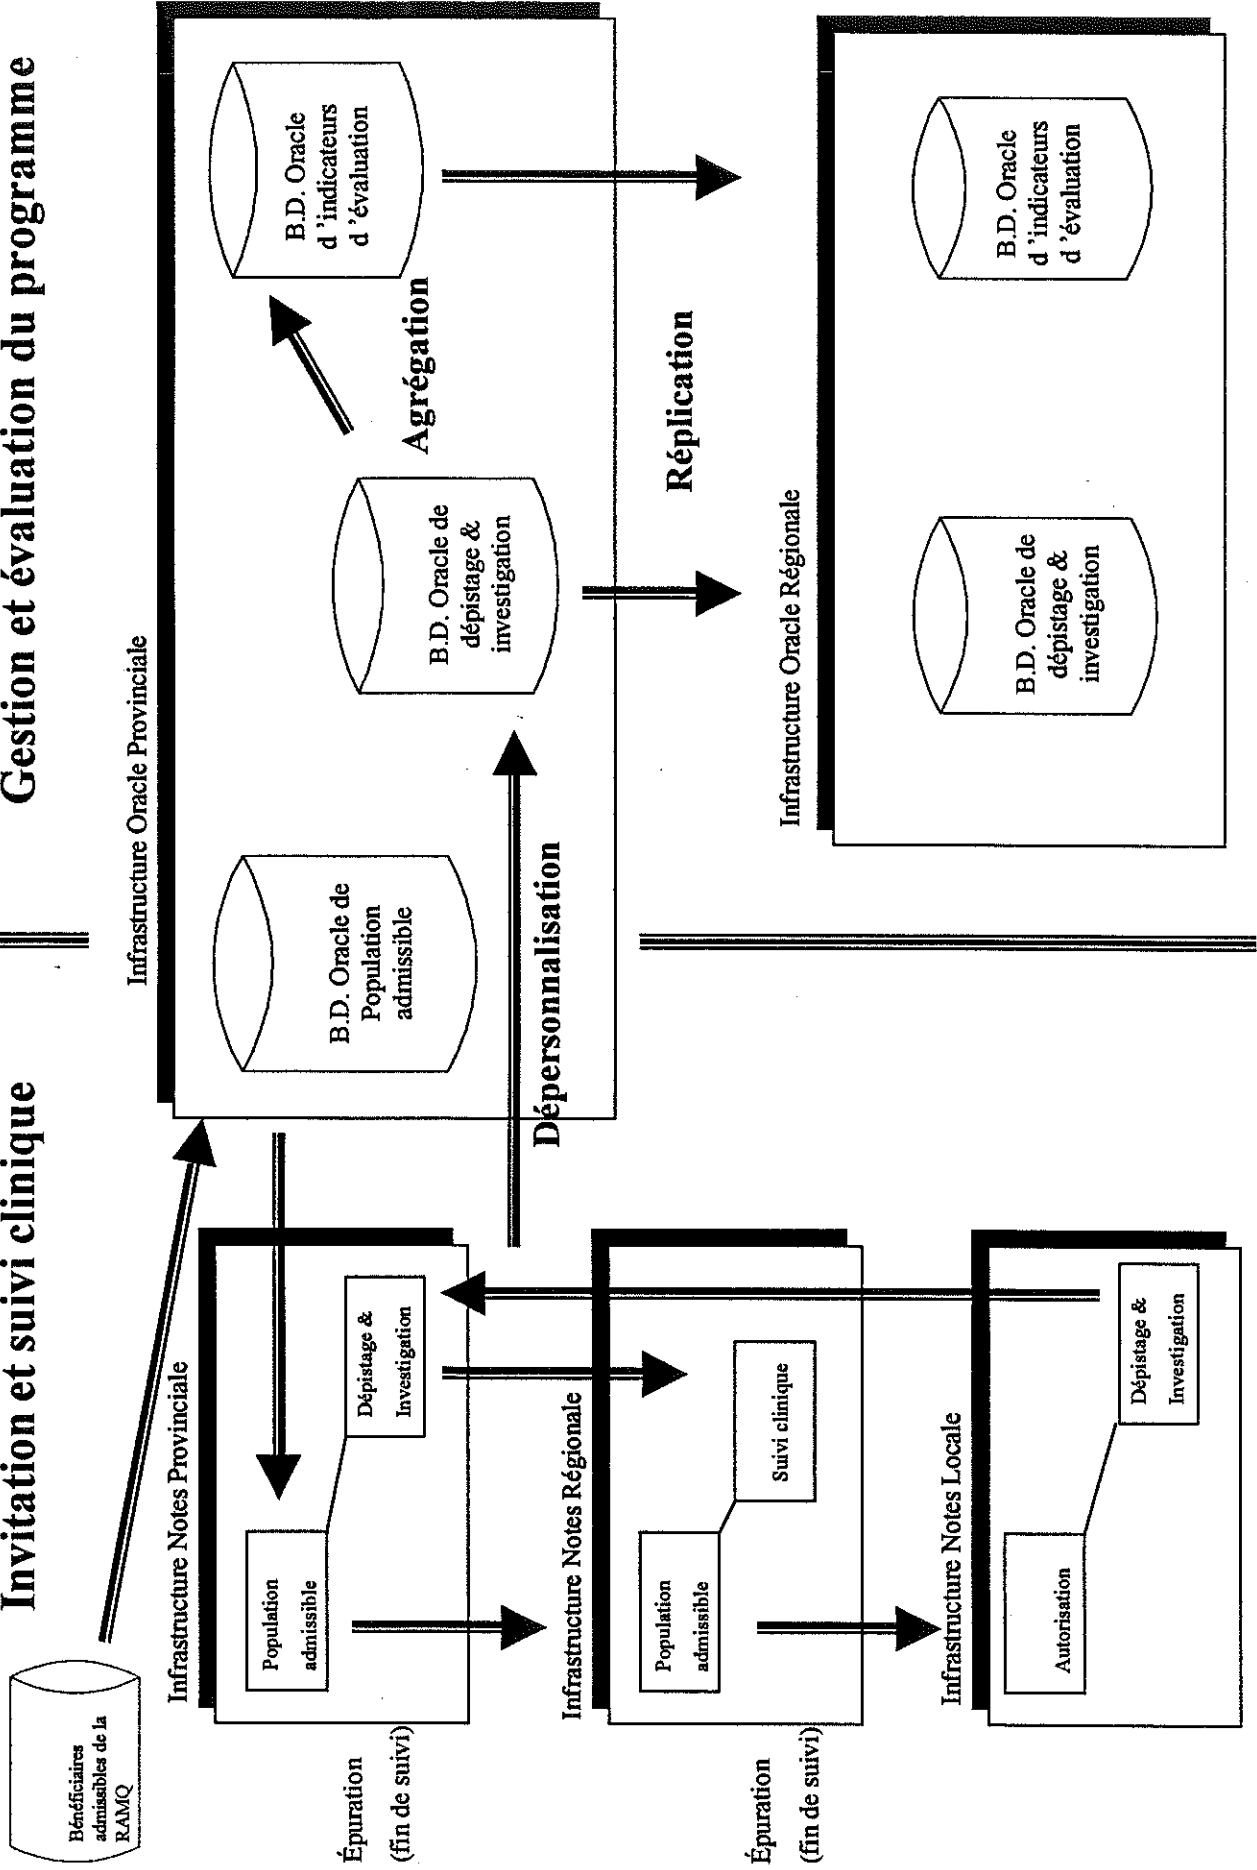 Invitation et suivi clinique
Gestion et évaluation du programme
Bénéficiaires
admissibles de la
RAMQ
Infrastructure Notes Provinciale
Population
admissible
Dépistage &
Investigation
Épuration
(fin de suivi)
Infrastructure Notes Régionale
Population
admissible
Suivi clinique
Épuration
(fin de suivi)
Infrastructure Notes Locale
Autorisation
Dépistage &
Investigation
Dépersonnalisation
Infrastructure Oracle Provinciale
B.D. Oracle de
Population
admissible
B.D. Oracle de
dépistage &
investigation
Agrégation
B.D. Oracle
d 'indicateurs
d 'évaluation
Réplication
Infrastructure Oracle Régionale
B.D. Oracle de
dépistage &
investigation
B.D. Oracle
d 'indicateurs
d 'évaluation